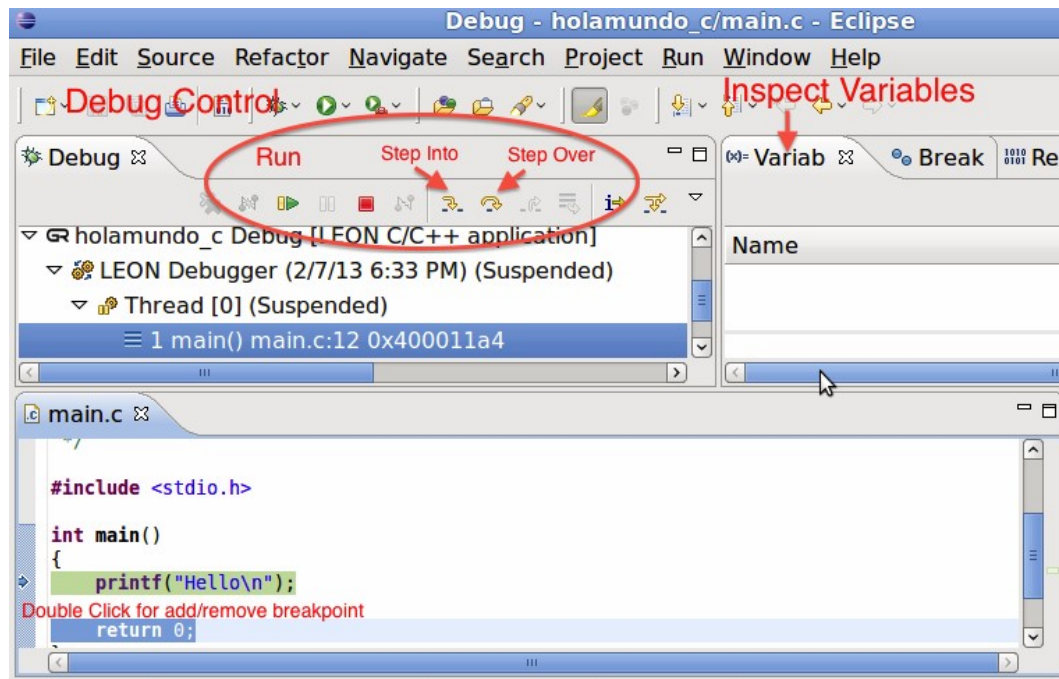 Debug - holamundo_c/main.c - Eclipse
File Edit Source Refactor Navigate Search Project Run Window Help
Debug Control
Inspect Variables
Debug
Run
Step Into
Step Over
(x)= Variab
Break
1010 0101 Re
holamundo_c Debug [LEON C/C++ application]
LEON Debugger (2/7/13 6:33 PM) (Suspended)
Thread [0] (Suspended)
1 main() main.c:12 0x400011a4
Name
main.c
*/
#include <stdio.h>
int main()
{
printf("Hello\n");
Double Click for add/remove breakpoint
return 0;